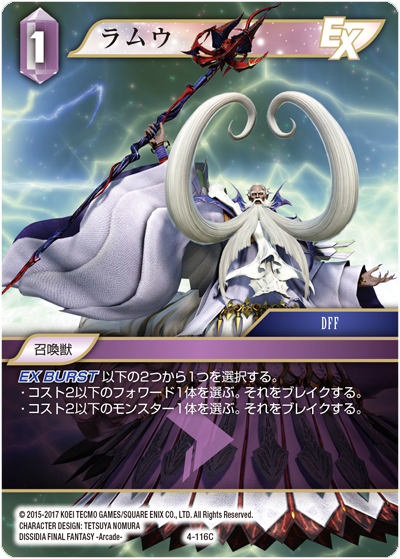 1
ラムウ
EX
DFF
召喚獣
EX BURST 以下の2つから1つを選択する。
・コスト2以下のフォワード1体を選ぶ。それをブレイクする。
・コスト2以下のモンスター1体を選ぶ。それをブレイクする。
© 2015-2017 KOEI TECMO GAMES/SQUARE ENIX CO., LTD. All Rights Reserved.
CHARACTER DESIGN: TETSUYA NOMURA
DISSIDIA FINAL FANTASY -Arcade-
4-116C